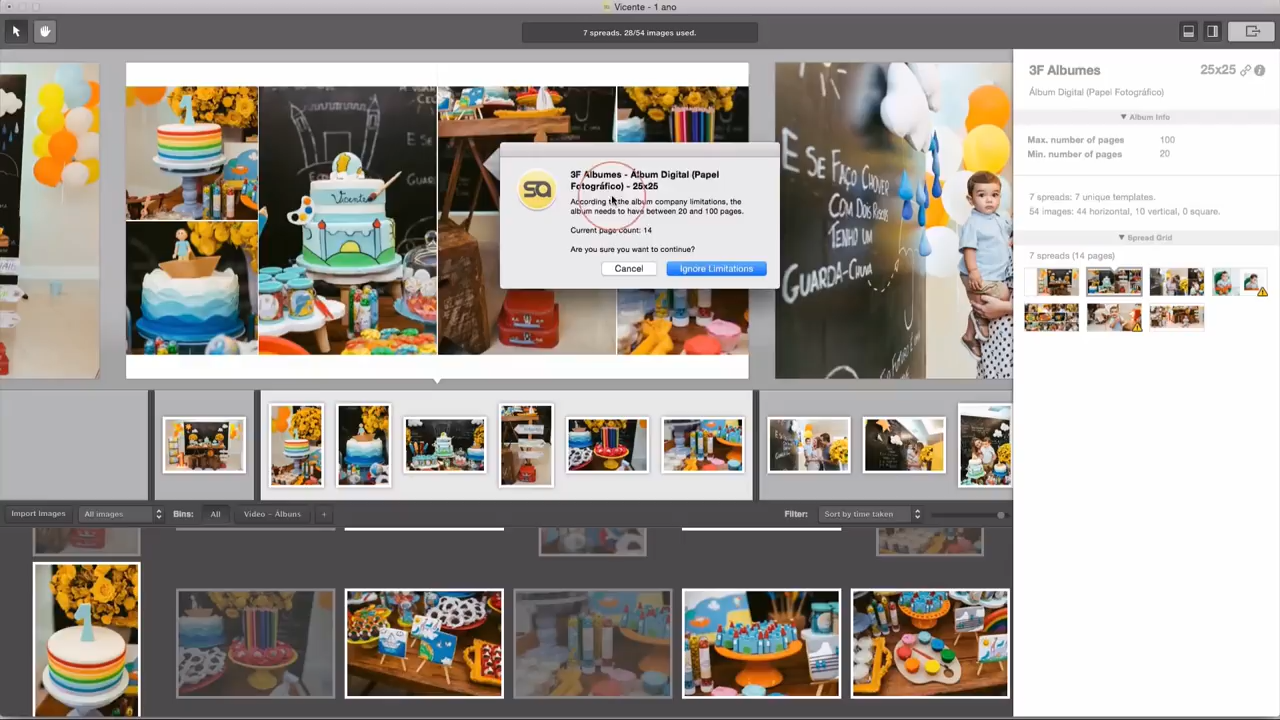 Vicente - 1 ano
7 spreads. 28/54 images used.
3F Albumes
25x25
Álbum Digital (Papel Fotográfico)
▼ Album Info
Max. number of pages 100
Min. number of pages 20
7 spreads: 7 unique templates.
54 images: 44 horizontal, 10 vertical, 0 square.
▼ Spread Grid
7 spreads (14 pages)
SQ
3F Albumes - Álbum Digital (Papel
Fotográfico) - 25x25
According to the album company limitations, the
album needs to have between 20 and 100 pages.
Current page count: 14
Are you sure you want to continue?
Cancel
Ignore Limitations
Vicente
1
E SE FAÇO CHOVER
COM DOIS RISCOS
TENHO UM
GUARDA-CHUVA
Import Images
All images
Bins:
All
Video – Álbuns
+
Filter:
Sort by time taken
1